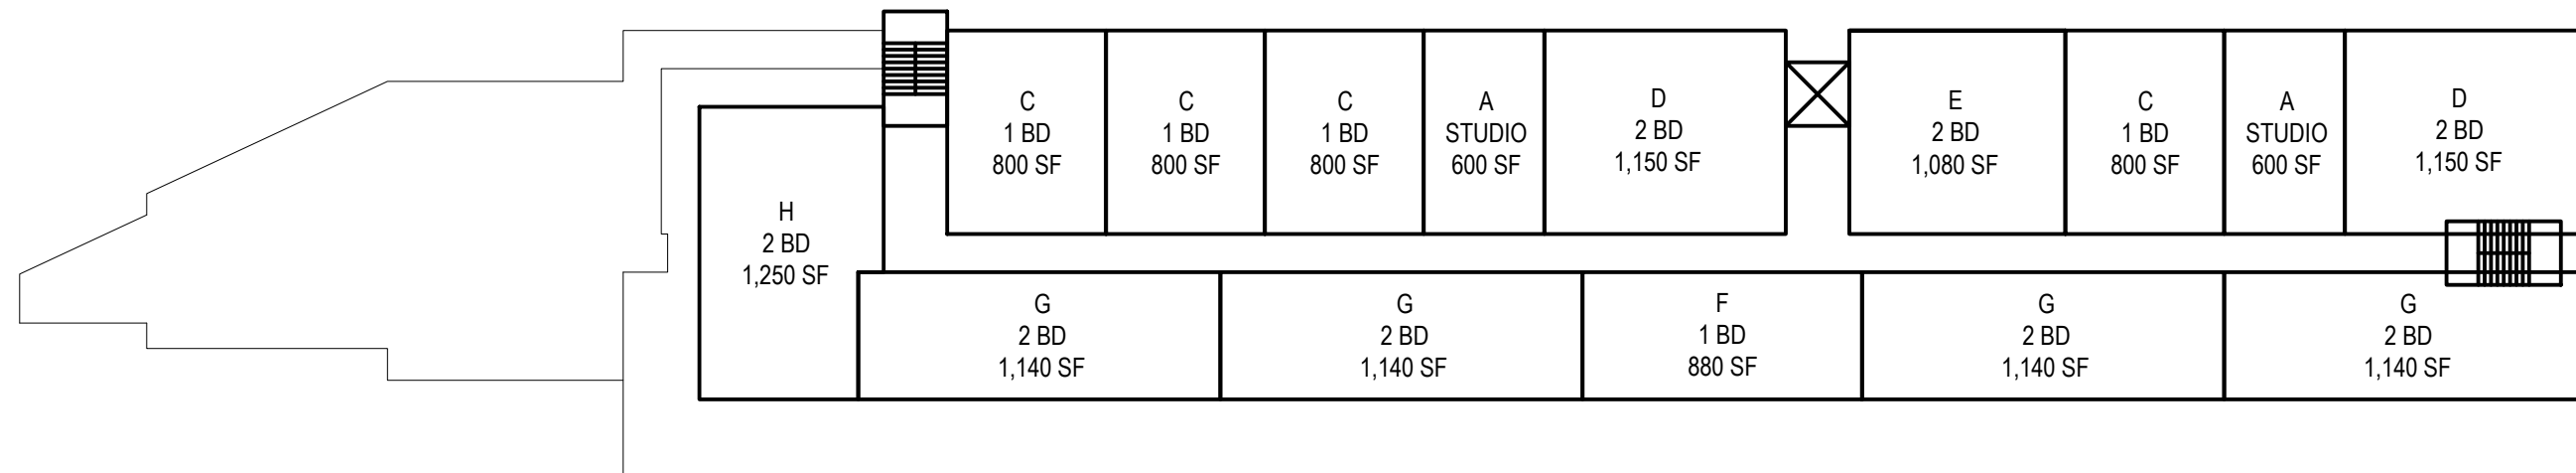 C
1 BD
800 SF
C
1 BD
800 SF
C
1 BD
800 SF
A
STUDIO
600 SF
D
2 BD
1,150 SF
E
2 BD
1,080 SF
C
1 BD
800 SF
A
STUDIO
600 SF
D
2 BD
1,150 SF
H
2 BD
1,250 SF
G
2 BD
1,140 SF
G
2 BD
1,140 SF
F
1 BD
880 SF
G
2 BD
1,140 SF
G
2 BD
1,140 SF